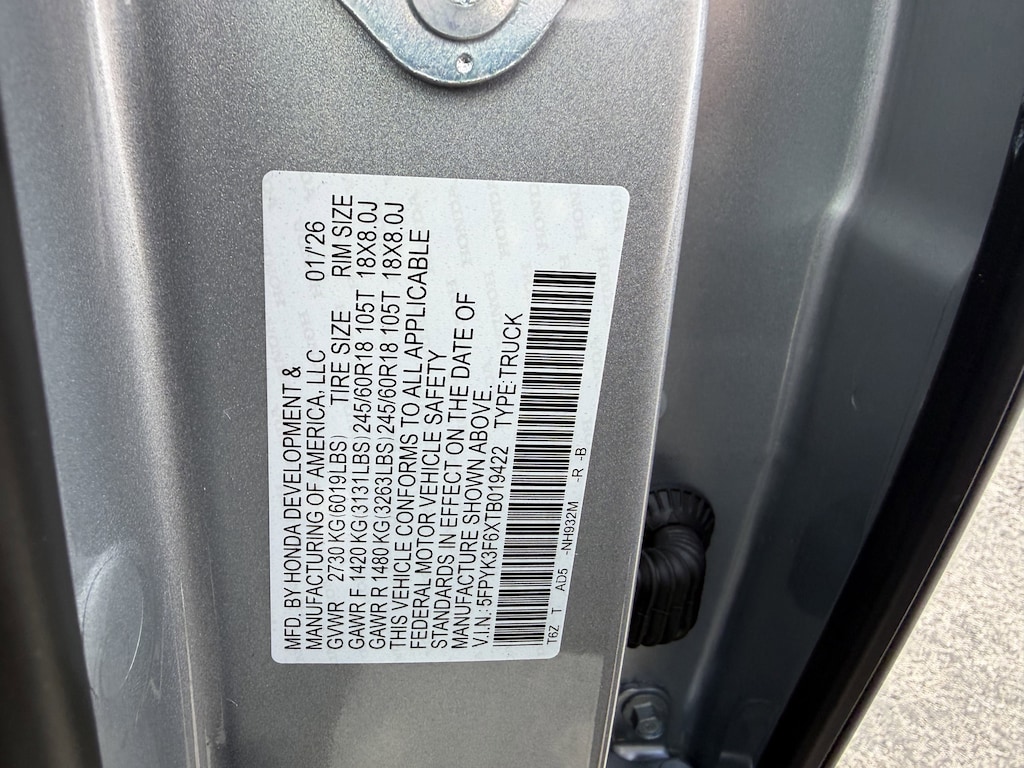 MFD. BY HONDA DEVELOPMENT &
MANUFACTURING OF AMERICA, LLC 01/'26
GVWR 2730 KG(6019LBS) TIRE SIZE RIM SIZE
GAWR F 1420 KG(3131LBS) 245/60R18 105T 18X8.0J
GAWR R 1480 KG(3263LBS) 245/60R18 105T 18X8.0J
THIS VEHICLE CONFORMS TO ALL APPLICABLE
FEDERAL MOTOR VEHICLE SAFETY
STANDARDS IN EFFECT ON THE DATE OF
MANUFACTURE SHOWN ABOVE.
V.I.N.: 5FPYK3F6XTB019422 TYPE: TRUCK
T6Z T AD5 -NH932M -R -B